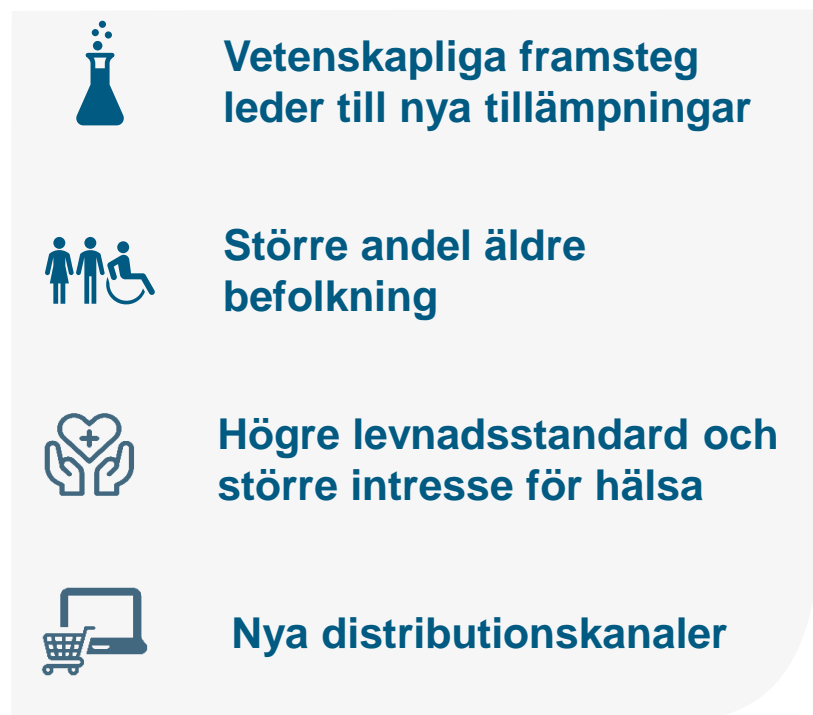 Vetenskapliga framsteg
leder till nya tillämpningar
Större andel äldre
befolkning
Högre levnadsstandard och
större intresse för hälsa
Nya distributionskanaler